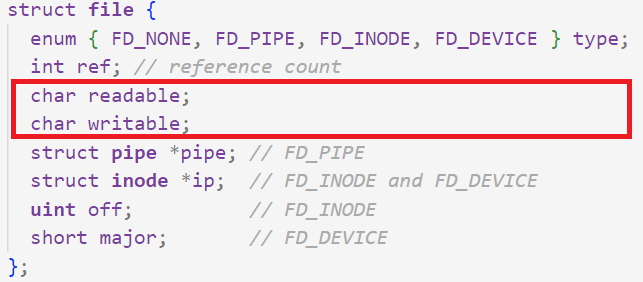 struct file {
enum { FD_NONE, FD_PIPE, FD_INODE, FD_DEVICE } type;
int ref; // reference count
char readable;
char writable;
struct pipe *pipe; // FD_PIPE
struct inode *ip; // FD_INODE and FD_DEVICE
uint off; // FD_INODE
short major; // FD_DEVICE
};